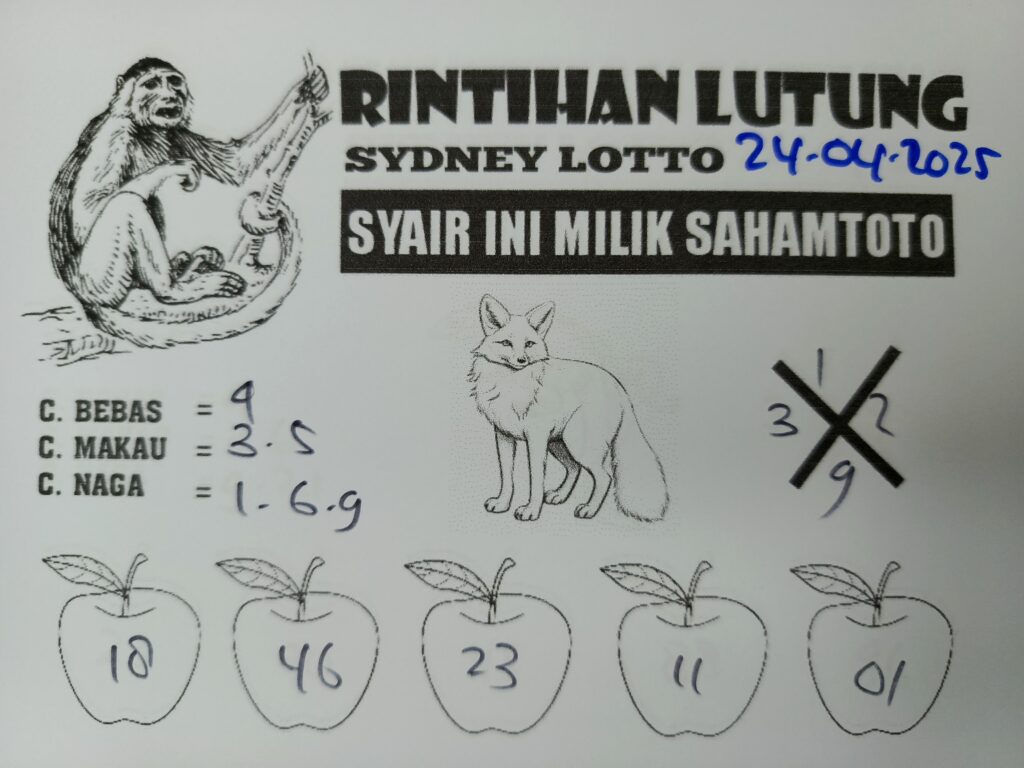 RINTIHAN LUTUNG
SYDNEY LOTTO 24-04-2025
SYAIR INI MILIK SAHAMTOTO
C. BEBAS = 9
C. MAKAU = 3.5
C. NAGA = 1.6.9
1
3 2
9
18 46 23 11 01